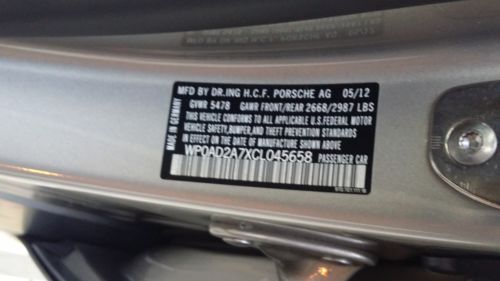 MFD BY DR.ING H.C.F. PORSCHE AG 05/12
GVWR 5478 GAWR FRONT/REAR 2668/2987 LBS
THIS VEHICLE CONFORMS TO ALL APPLICABLE U.S.FEDERAL MOTOR
VEHICLE SAFETY,BUMPER,AND THEFT PREVENTION STANDARDS
IN EFFECT ON THE DATE OF MANUFACTURE SHOWN ABOVE
WP0AD2A7XCL045658 PASSENGER CAR
MADE IN GERMANY